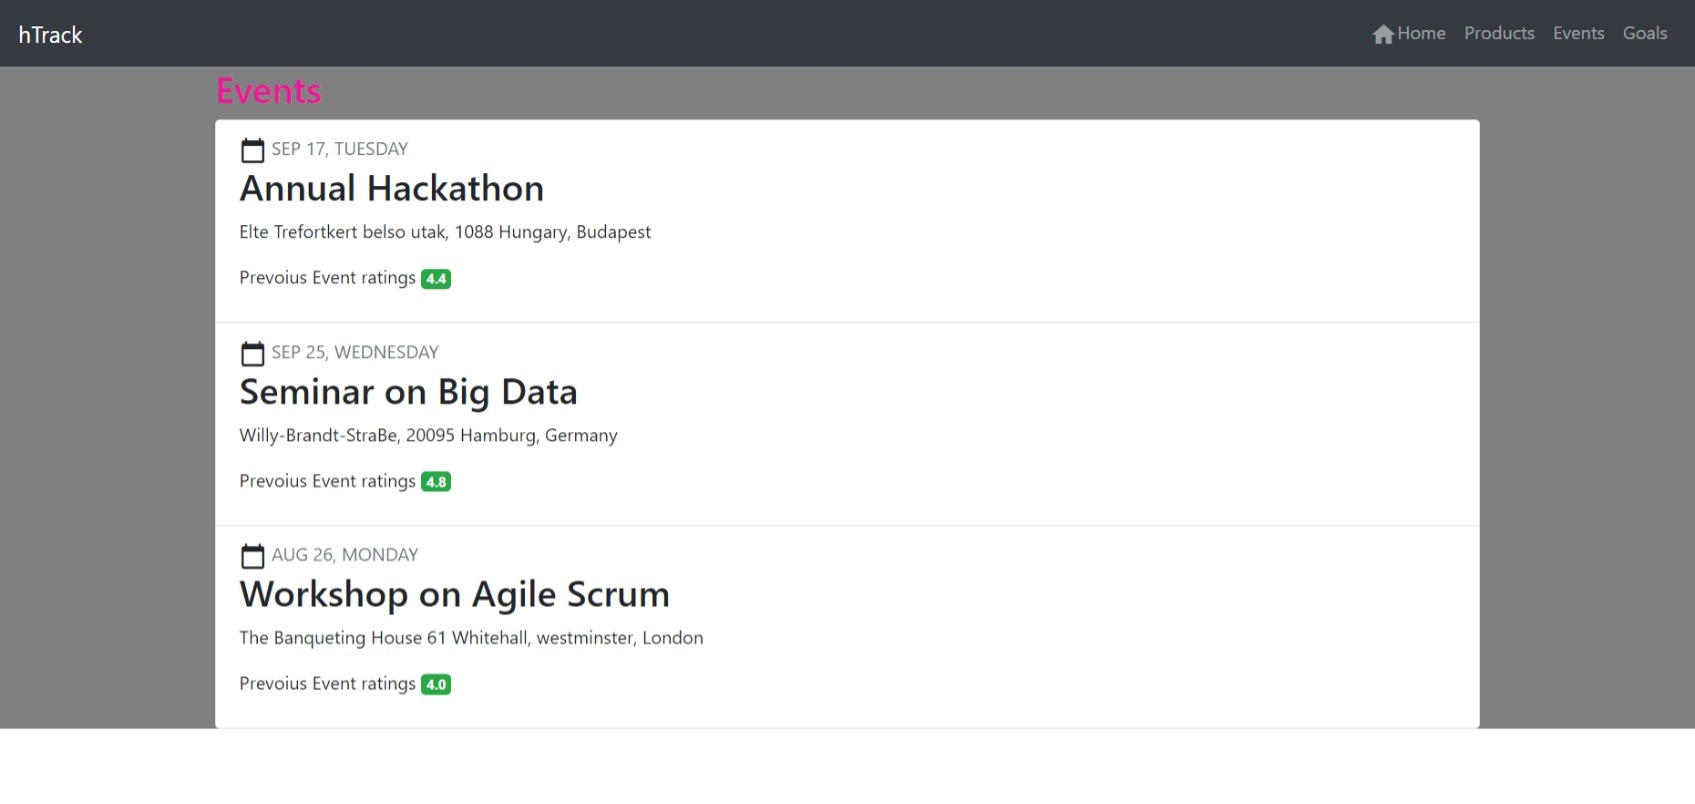 hTrack
Home Products Events Goals
Events
SEP 17, TUESDAY
Annual Hackathon
Elte Trefortkert belso utak, 1088 Hungary, Budapest
Prevoius Event ratings 4.4
SEP 25, WEDNESDAY
Seminar on Big Data
Willy-Brandt-StraBe, 20095 Hamburg, Germany
Prevoius Event ratings 4.8
AUG 26, MONDAY
Workshop on Agile Scrum
The Banqueting House 61 Whitehall, westminster, London
Prevoius Event ratings 4.0